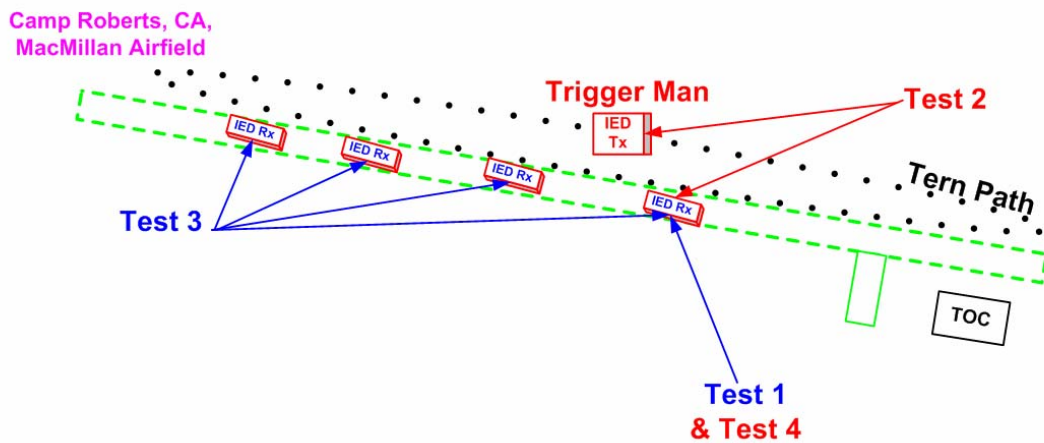 Camp Roberts, CA,
MacMillan Airfield
Trigger Man
IED
Tx
Test 2
IED Rx
IED Rx
IED Rx
IED Rx
Tern Path
Test 3
TOC
Test 1
& Test 4